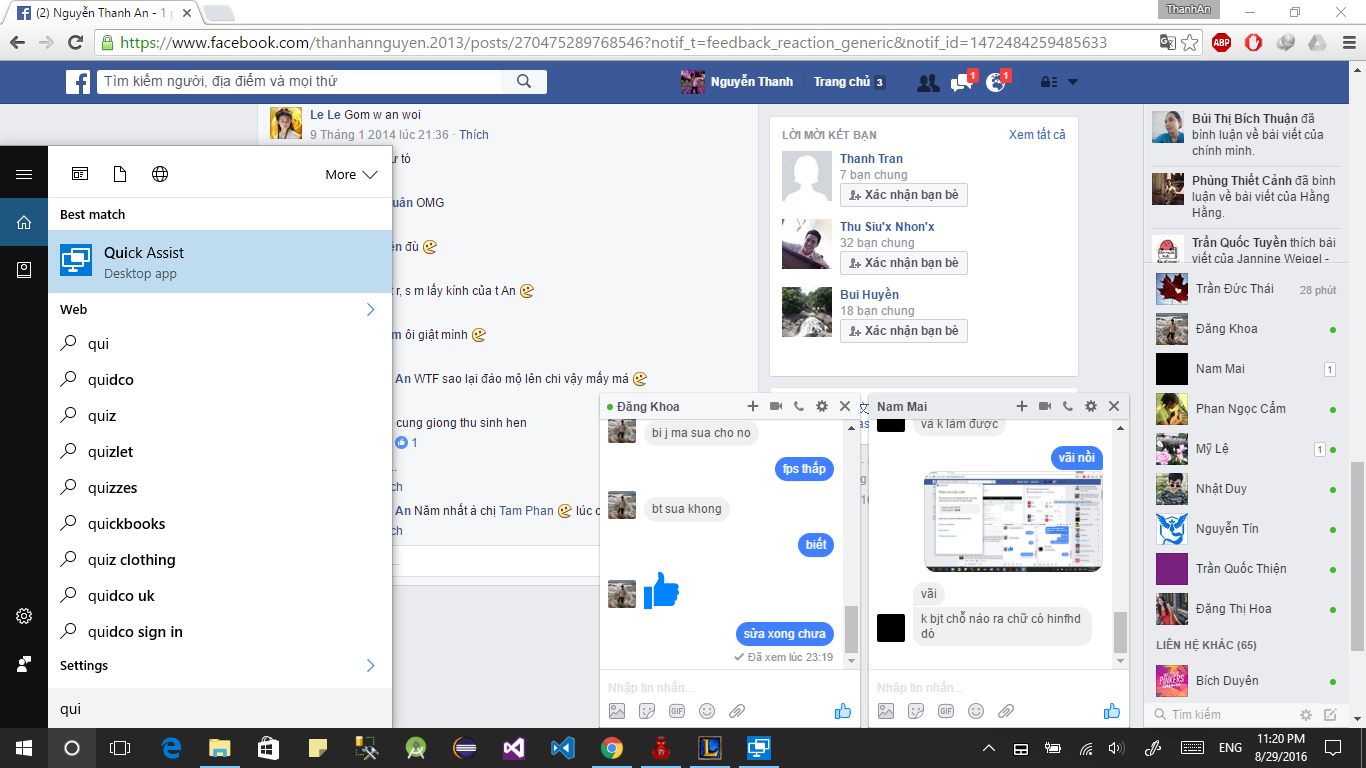 (2) Nguyễn Thanh An - 1
ThanhAn
https://www.facebook.com/thanhannguyen.2013/posts/270475289768546?notif_t=feedback_reaction_generic&notif_id=1472484259485633
ABP
Tìm kiếm người, địa điểm và mọi thứ
Nguyễn Thanh
Trang chủ 3
1
1
Le Le Gom w an woi
9 Tháng 1 2014 lúc 21:36 · Thích
tó
uân OMG
n đù
r, s m lấy kính của t An
m ôi giật mình
An WTF sao lại đào mộ lên chi vậy mấy má
cung giong thu sinh hen
1
ch
An Năm nhất à chị Tam Phan lúc
ch
More
Best match
Quick Assist
Desktop app
Web
qui
quidco
quiz
quizlet
quizzes
quickbooks
quiz clothing
quidco uk
quidco sign in
Settings
qui
LỜI MỜI KẾT BẠN
Xem tất cả
Thanh Tran
7 bạn chung
Xác nhận bạn bè
Thu Siu'x Nhon'x
32 bạn chung
Xác nhận bạn bè
Bui Huyền
18 bạn chung
Xác nhận bạn bè
Đăng Khoa
bi j ma sua cho no
fps thấp
bt sua khong
biết
sửa xong chưa
Đã xem lúc 23:19
Nhập tin nhắn...
GIF
Nam Mai
và k làm được
vãi nồi
vãi
k bjt chỗ nào ra chữ có hinfhd
dó
Nhập tin nhắn...
GIF
Bùi Thị Bích Thuận đã
bình luận về bài viết của
chính mình.
Phùng Thiết Cảnh đã bình
luận về bài viết của Hằng
Hằng.
Trần Quốc Tuyên thích bài
viết của Jannine Weigel -
Trần Đức Thái
28 phút
Đăng Khoa
Nam Mai
1
Phan Ngọc Cẩm
Mỹ Lệ
1
Nhật Duy
Nguyễn Tín
Trần Quốc Thiện
Đặng Thị Hoa
LIÊN HỆ KHÁC (65)
Bích Duyên
Tìm kiếm
ENG
11:20 PM
8/29/2016